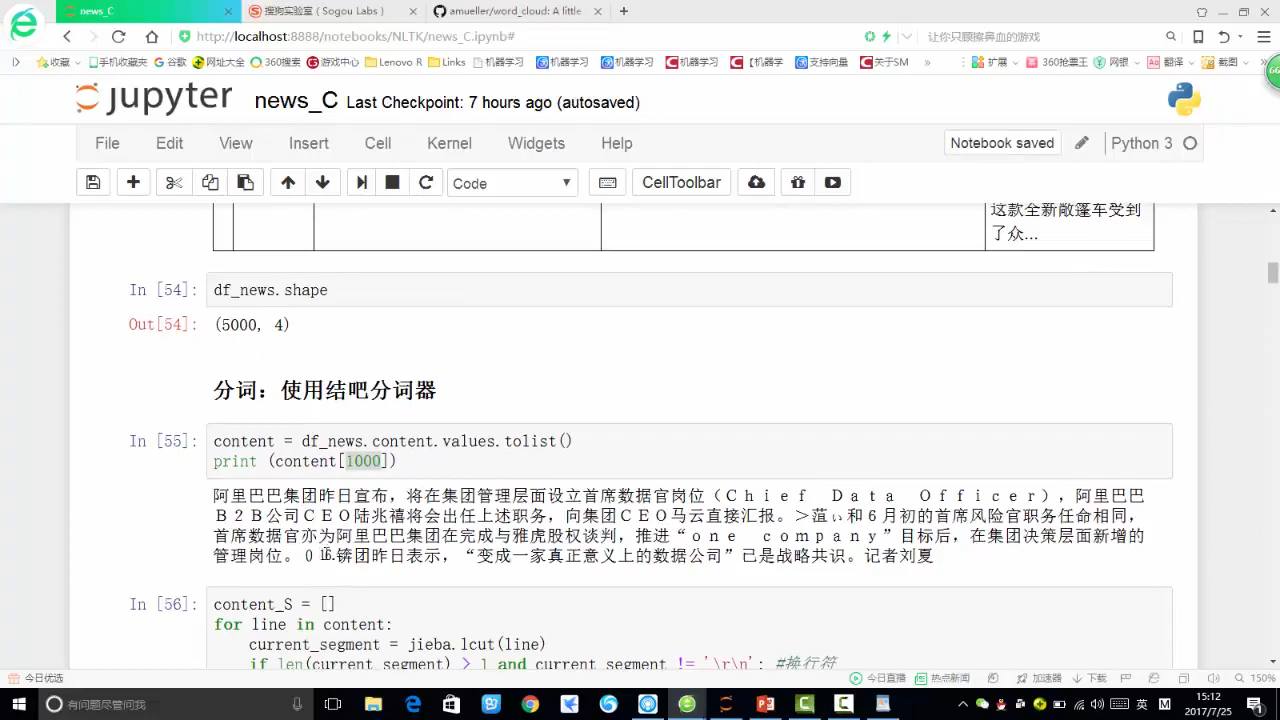 news_C
搜狗实验室（Sogou Labs）
amueller/word_cloud: A little
http://localhost:8888/notebooks/NLTK/news_C.ipynb#
让你只顾擦鼻血的游戏
收藏 手机收藏夹 谷歌 网址大全 360搜索 游戏中心 Lenovo R Links 机器学习 机器学习 机器学习 机器学习 【机器学 支持向量 关于SM » 扩展 360抢票王 网银 翻译 截图 »
66
jupyter news_C Last Checkpoint: 7 hours ago (autosaved)
File Edit View Insert Cell Kernel Widgets Help Notebook saved Python 3
Code CellToolbar
这款全新敞篷车受到
了众...
In [54]: df_news.shape
Out[54]: (5000, 4)
分词：使用结吧分词器
In [55]: content = df_news.content.values.tolist()
print (content[1000])
阿里巴巴集团昨日宣布，将在集团管理层面设立首席数据官岗位（Ｃｈｉｅｆ　Ｄａｔａ　Ｏｆｆｉｃｅｒ），阿里巴巴
Ｂ２Ｂ公司ＣＥＯ陆兆禧将会出任上述职务，向集团ＣＥＯ马云直接汇报。＞菹ぃ和６月初的首席风险官职务任命相同，
首席数据官亦为阿里巴巴集团在完成与雅虎股权谈判，推进“ｏｎｅ　ｃｏｍｐａｎｙ”目标后，在集团决策层面新增的
管理岗位。０团昨日表示，“变成一家真正意义上的数据公司”已是战略共识。记者刘夏
In [56]: content_S = []
for line in content:
current_segment = jieba.lcut(line)
if len(current_segment) > 1 and current_segment != '\r\n': #换行符
今日优选 今日直播 热点新闻 加速器 下载 150%
有问题尽管问我 英 15:12
2017/7/25